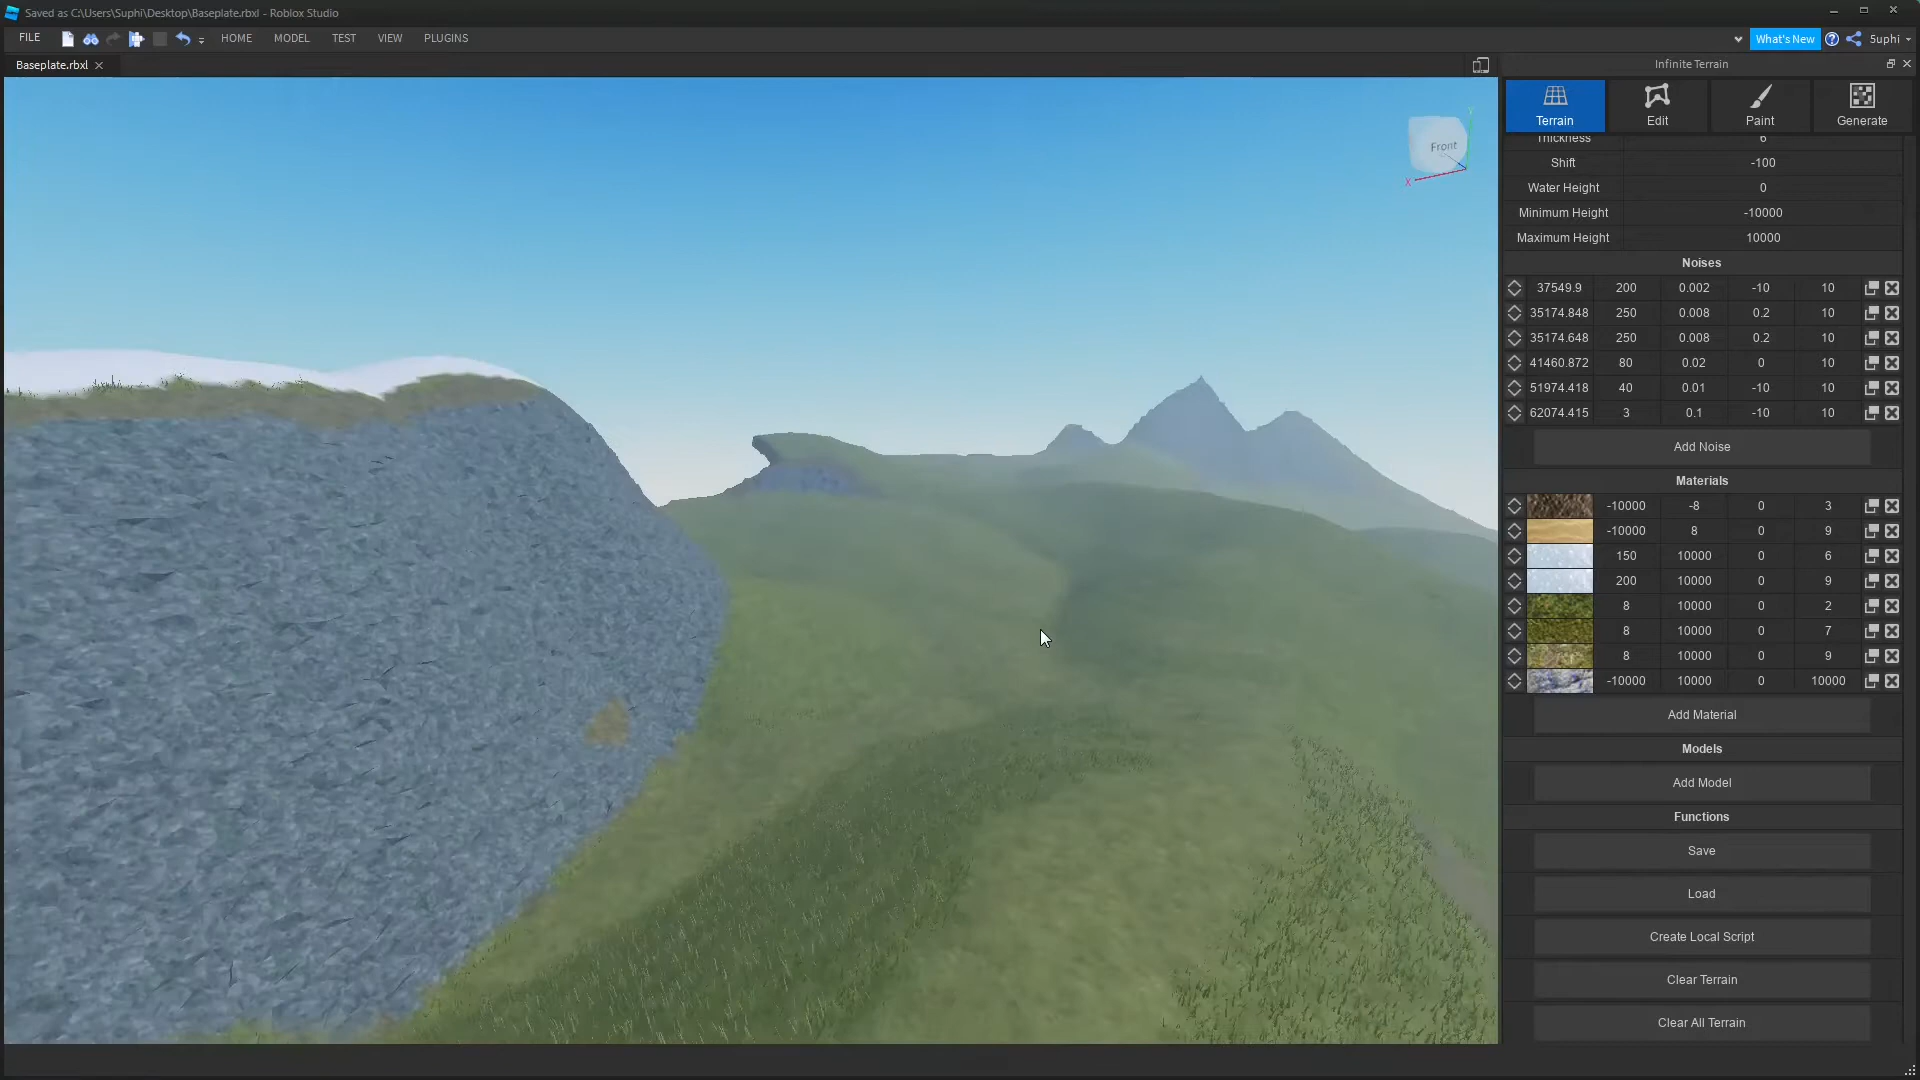 Saved as C:\Users\Suphi\Desktop\Baseplate.rbxl - Roblox Studio
FILE HOME MODEL TEST VIEW PLUGINS What's New 5uphi
Baseplate.rbxl
Front
X
Y
Infinite Terrain
Terrain Edit Paint Generate
Thickness 6
Shift -100
Water Height 0
Minimum Height -10000
Maximum Height 10000
Noises
37549.9 200 0.002 -10 10
35174.848 250 0.008 0.2 10
35174.648 250 0.008 0.2 10
41460.872 80 0.02 0 10
51974.418 40 0.01 -10 10
62074.415 3 0.1 -10 10
Add Noise
Materials
-10000 -8 0 3
-10000 8 0 9
150 10000 0 6
200 10000 0 9
8 10000 0 2
8 10000 0 7
8 10000 0 9
-10000 10000 0 10000
Add Material
Models
Add Model
Functions
Save
Load
Create Local Script
Clear Terrain
Clear All Terrain